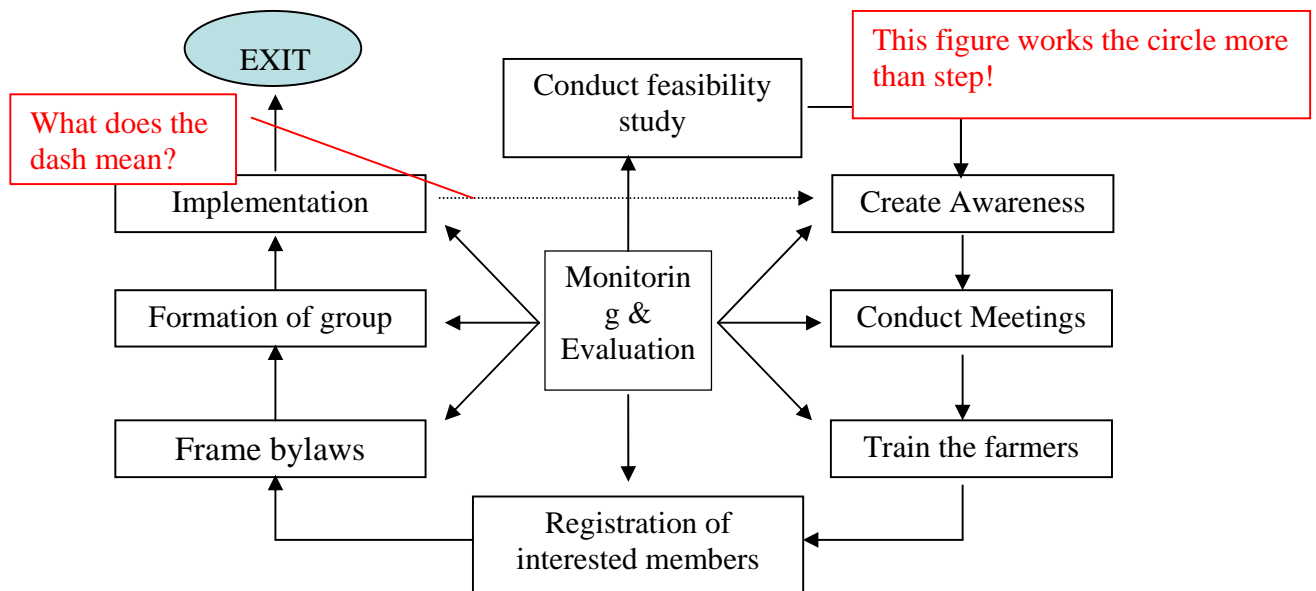 EXIT
This figure works the circle more
than step!
Conduct feasibility
study
What does the
dash mean?
Implementation
Create Awareness
Monitorin
g &
Evaluation
Formation of group
Conduct Meetings
Frame bylaws
Train the farmers
Registration of
interested members